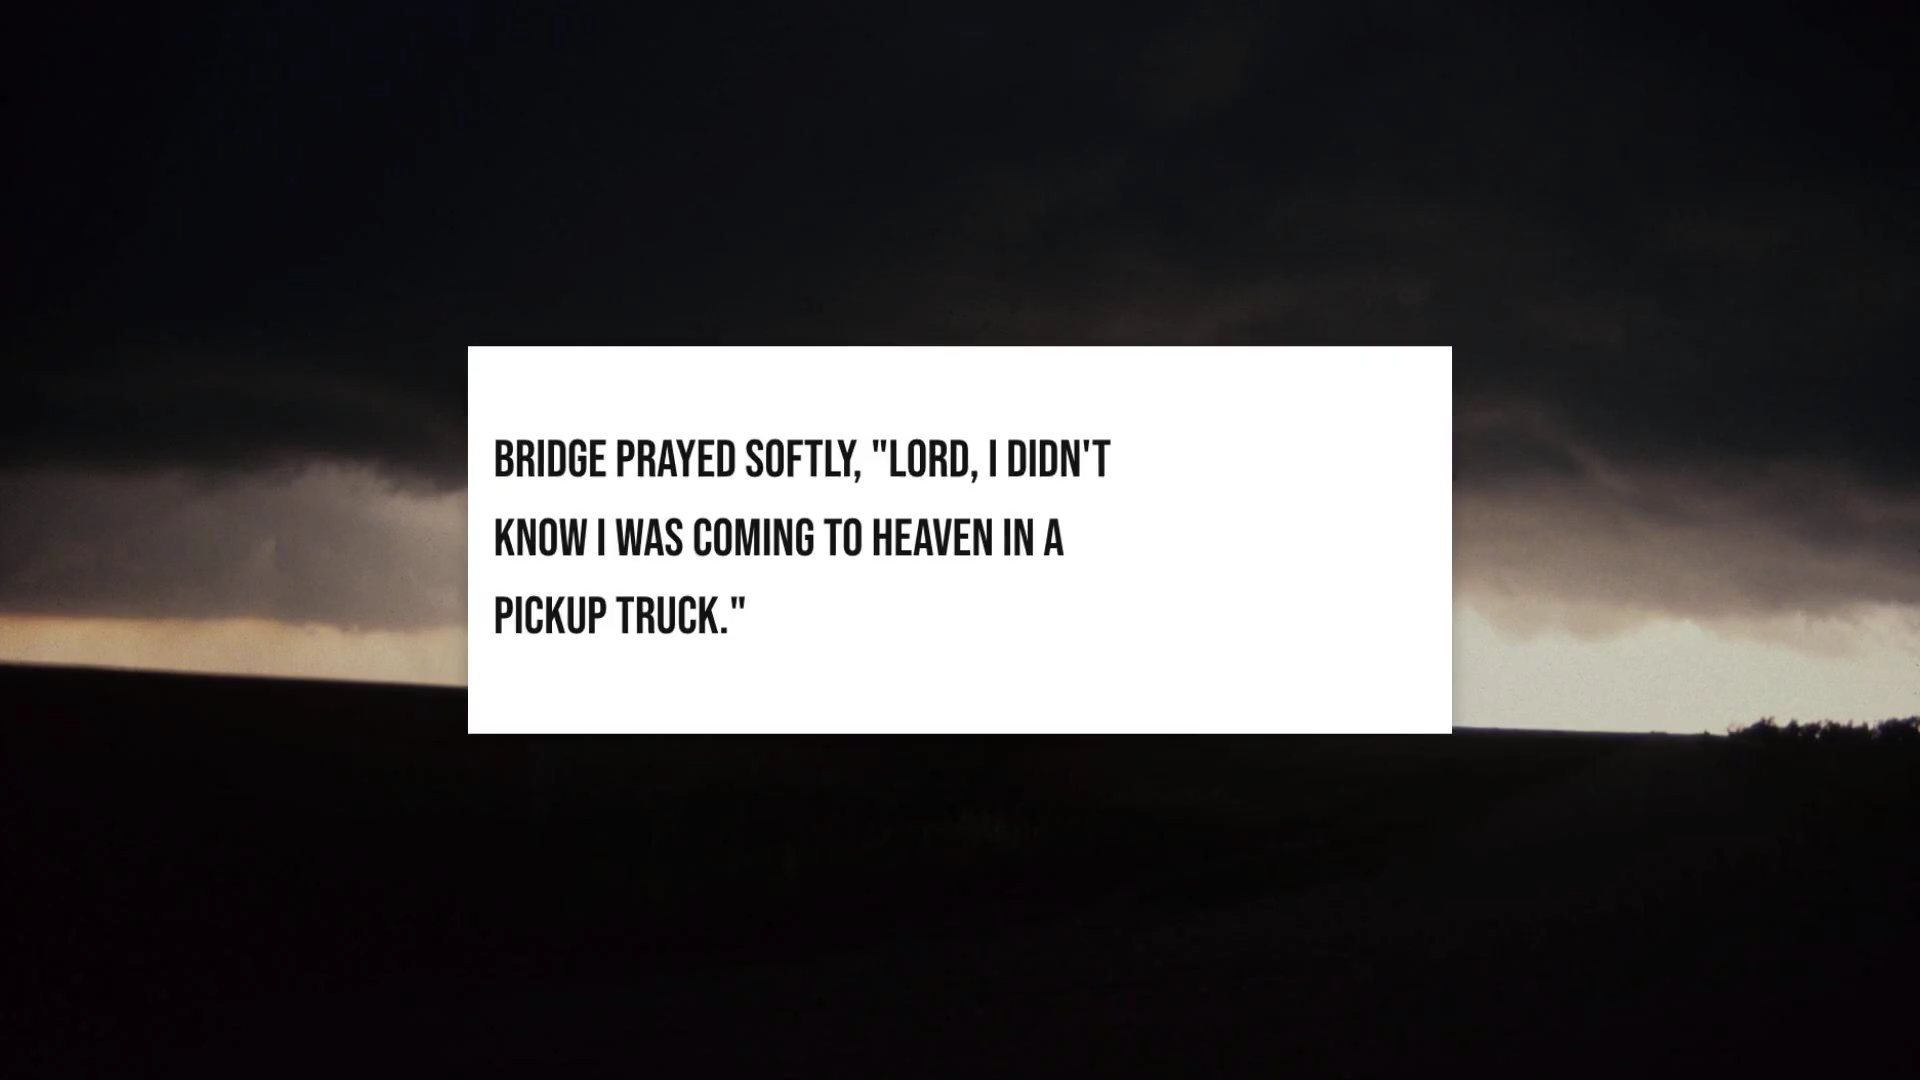 BRIDGE PRAYED SOFTLY, "LORD, I DIDN'T
KNOW I WAS COMING TO HEAVEN IN A
PICKUP TRUCK."